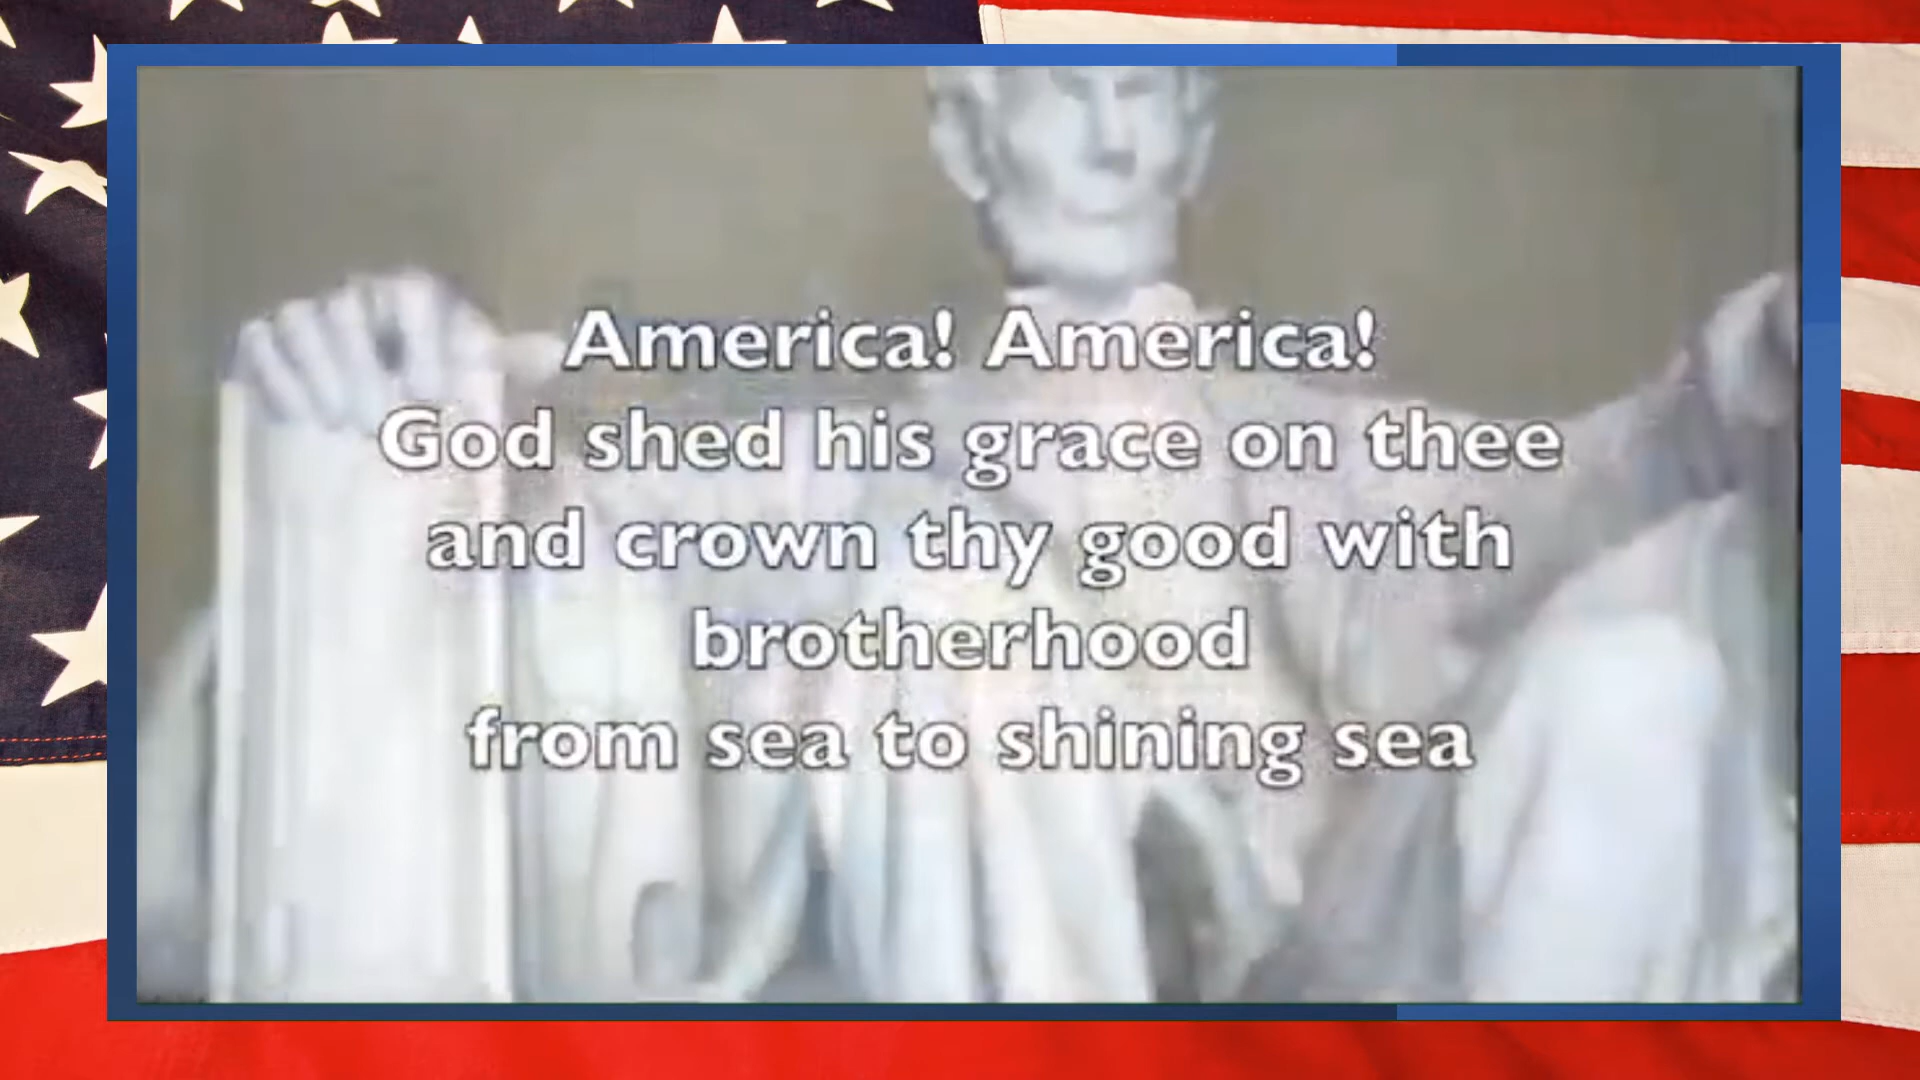 America! America!
God shed his grace on thee
and crown thy good with
brotherhood
from sea to shining sea